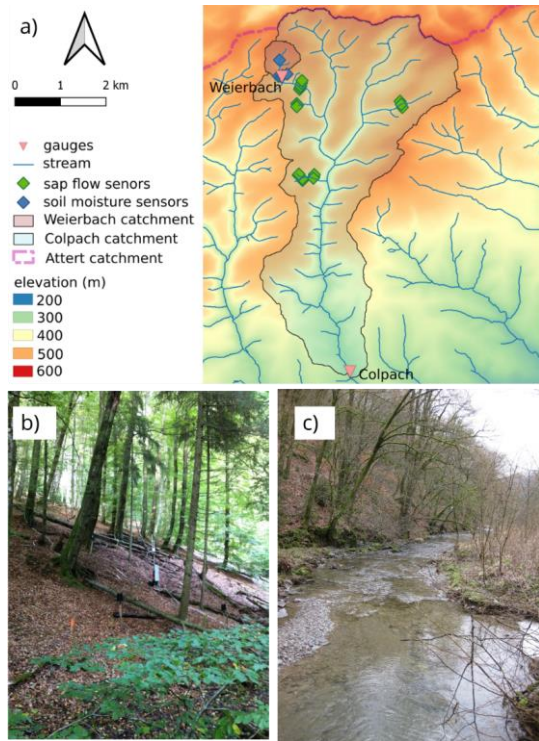 a)
0 1 2 km
gauges
stream
sap flow senors
soil moisture sensors
Weierbach catchment
Colpach catchment
Attert catchment
elevation (m)
200
300
400
500
600
Weierbach
Colpach
b)
c)